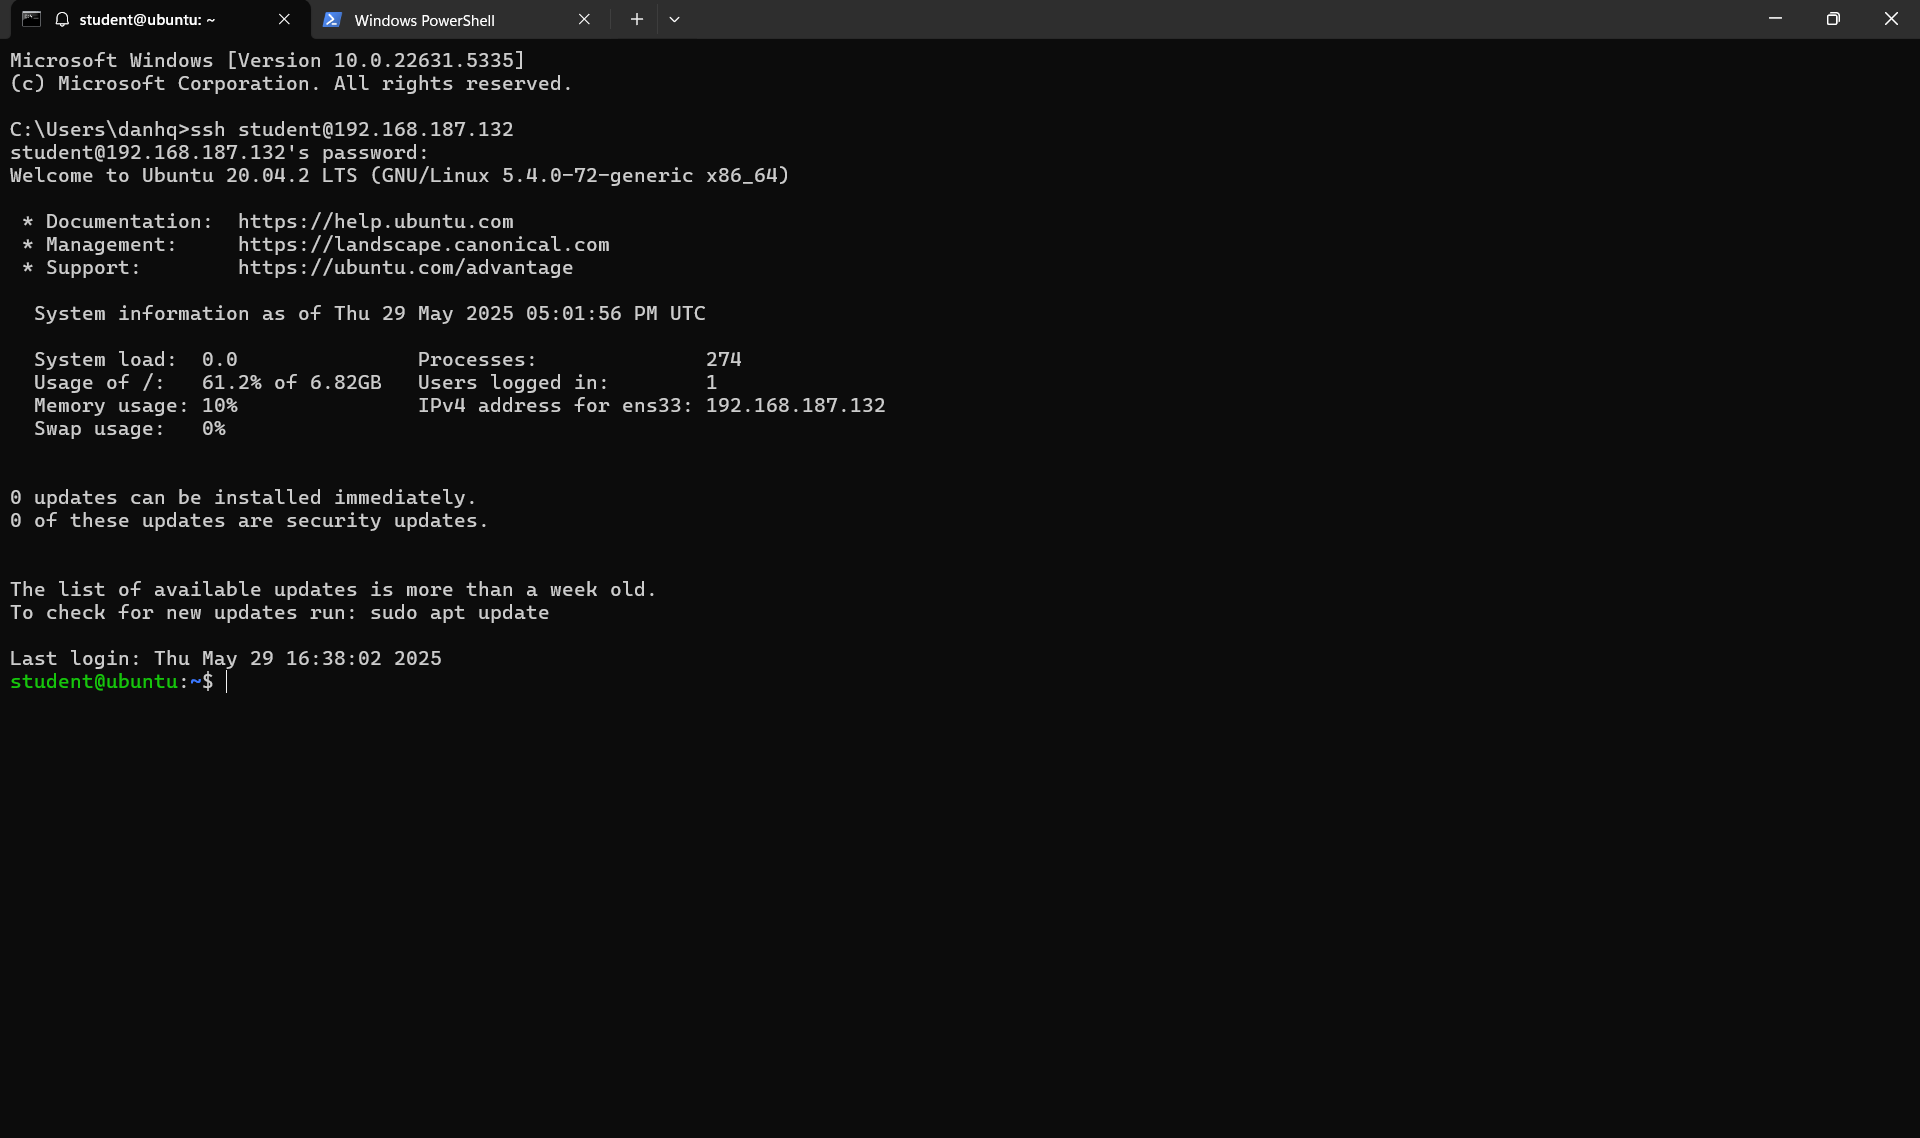 student@ubuntu: ~
Windows PowerShell
Microsoft Windows [Version 10.0.22631.5335]
(c) Microsoft Corporation. All rights reserved.
C:\Users\danhq>ssh student@192.168.187.132
student@192.168.187.132's password:
Welcome to Ubuntu 20.04.2 LTS (GNU/Linux 5.4.0-72-generic x86_64)
* Documentation:  https://help.ubuntu.com
* Management:     https://landscape.canonical.com
* Support:        https://ubuntu.com/advantage
System information as of Thu 29 May 2025 05:01:56 PM UTC
System load:  0.0               Processes:              274
Usage of /:   61.2% of 6.82GB   Users logged in:        1
Memory usage: 10%               IPv4 address for ens33: 192.168.187.132
Swap usage:   0%
0 updates can be installed immediately.
0 of these updates are security updates.
The list of available updates is more than a week old.
To check for new updates run: sudo apt update
Last login: Thu May 29 16:38:02 2025
student@ubuntu:~$